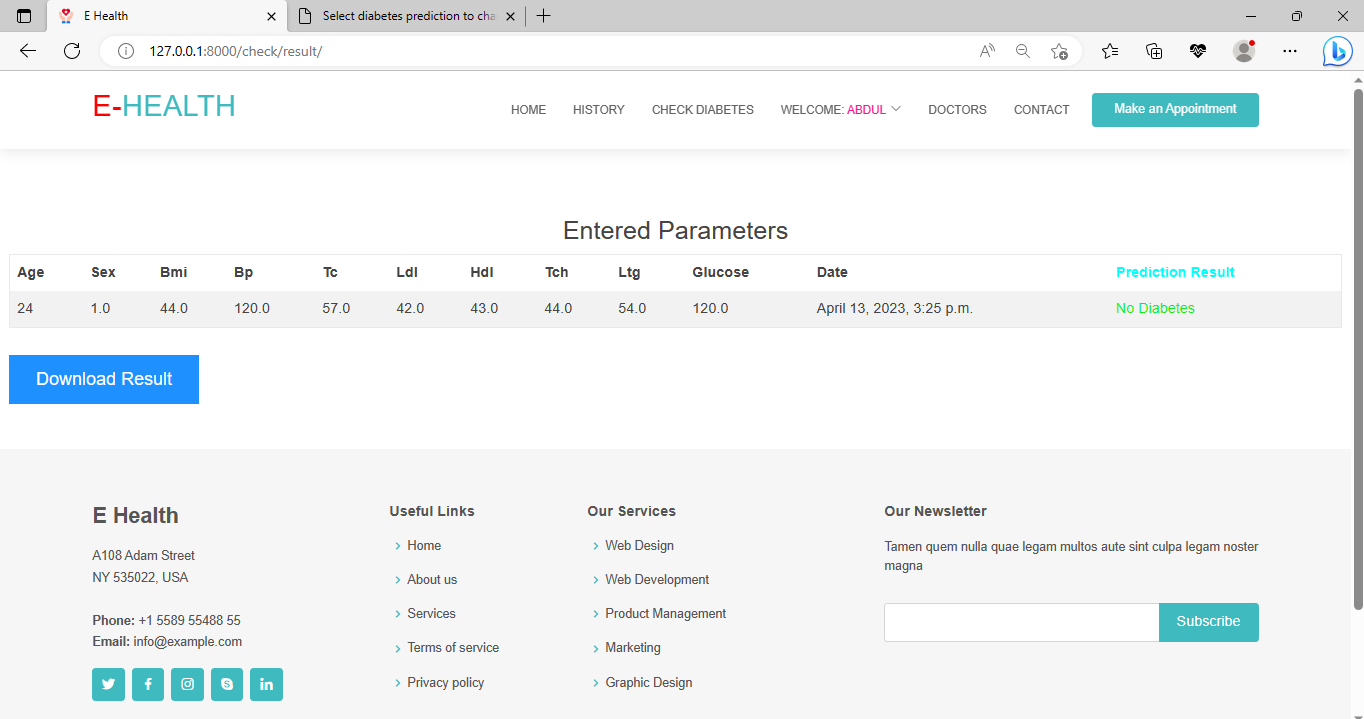 E Health
Select diabetes prediction to cha
127.0.0.1:8000/check/result/
E-HEALTH
HOME HISTORY CHECK DIABETES WELCOME: ABDUL DOCTORS CONTACT Make an Appointment
Entered Parameters
Age Sex Bmi Bp Tc Ldl Hdl Tch Ltg Glucose Date Prediction Result
24 1.0 44.0 120.0 57.0 42.0 43.0 44.0 54.0 120.0 April 13, 2023, 3:25 p.m. No Diabetes
Download Result
E Health
A108 Adam Street
NY 535022, USA
Phone: +1 5589 55488 55
Email: info@example.com
Useful Links
Home
About us
Services
Terms of service
Privacy policy
Our Services
Web Design
Web Development
Product Management
Marketing
Graphic Design
Our Newsletter
Tamen quem nulla quae legam multos aute sint culpa legam noster
magna
Subscribe